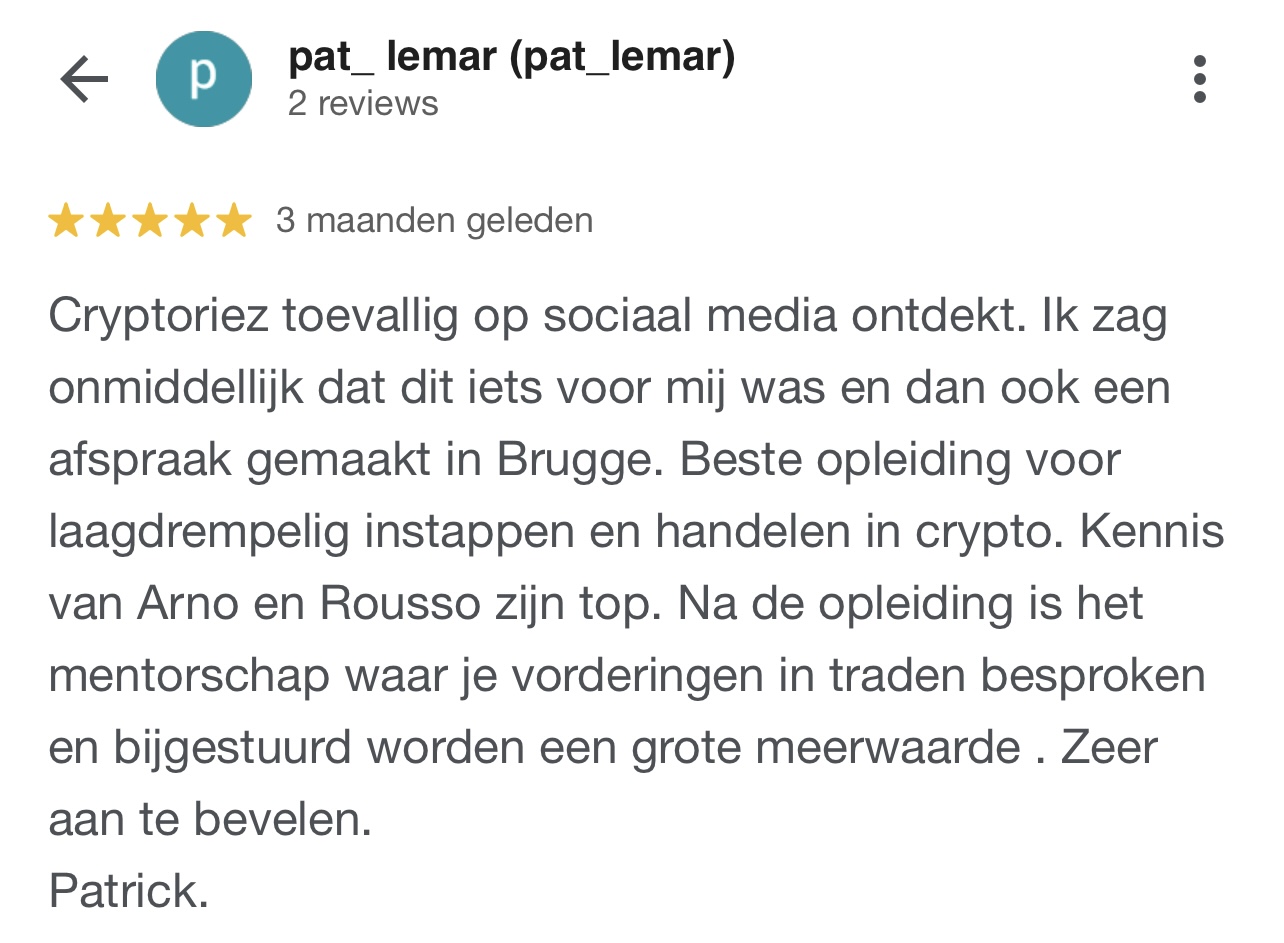 pat_ lemar (pat_lemar)
2 reviews
3 maanden geleden
Cryptoriez toevallig op sociaal media ontdekt. Ik zag
onmiddellijk dat dit iets voor mij was en dan ook een
afspraak gemaakt in Brugge. Beste opleiding voor
laagdrempelig instappen en handelen in crypto. Kennis
van Arno en Rousso zijn top. Na de opleiding is het
mentorschap waar je vorderingen in traden besproken
en bijgestuurd worden een grote meerwaarde . Zeer
aan te bevelen.
Patrick.